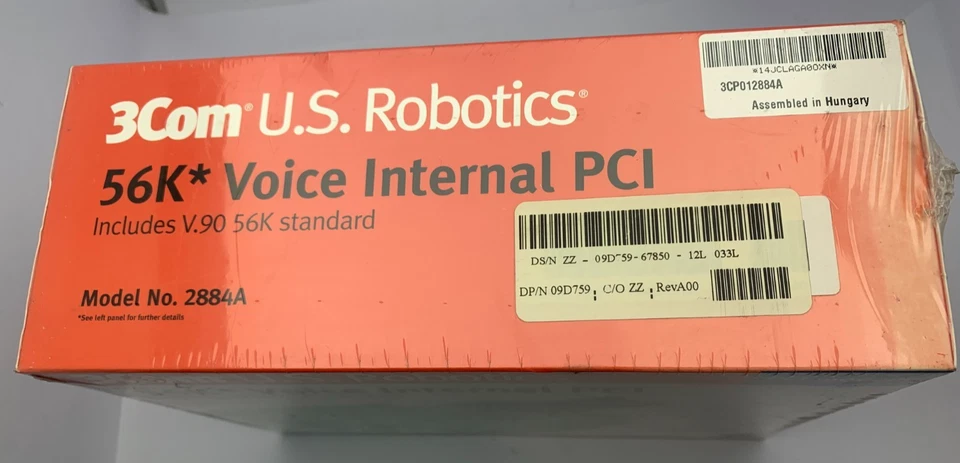 3Com® U.S. Robotics®
56K* Voice Internal PCI
Includes V.90 56K standard
Model No. 2884A
*See left panel for further details
*14JCLAGA0OXN*
3CP012884A
Assembled in Hungary
DS/N ZZ - 09D759-67850 - 12L 033L
DP/N 09D759 C/O ZZ RevA00